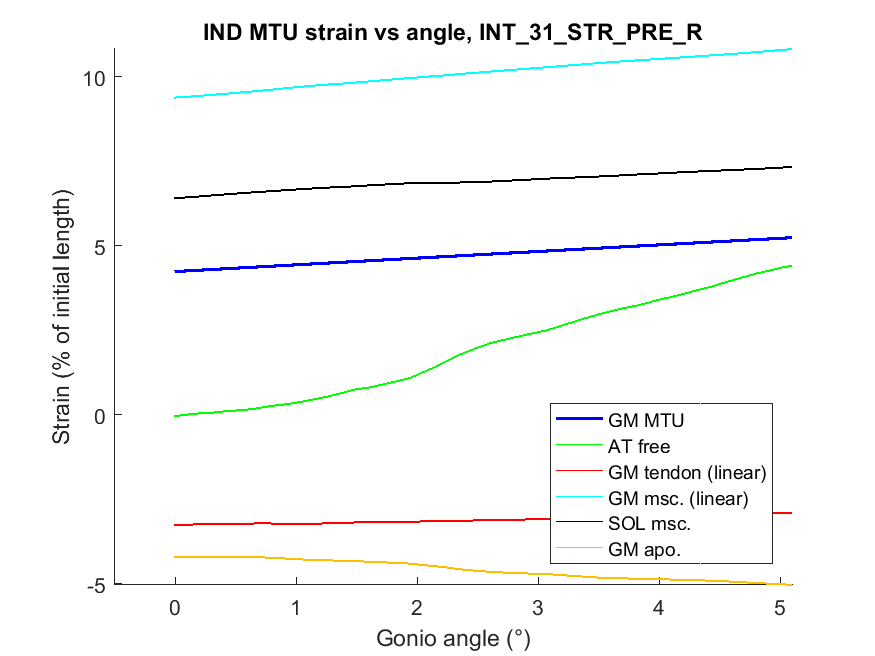 IND MTU strain vs angle, INT_31_STR_PRE_R
Strain (% of initial length)
10
5
0
-5
GM MTU
AT free
GM tendon (linear)
GM msc. (linear)
SOL msc.
GM apo.
0 1 2 3 4 5
Gonio angle (°)